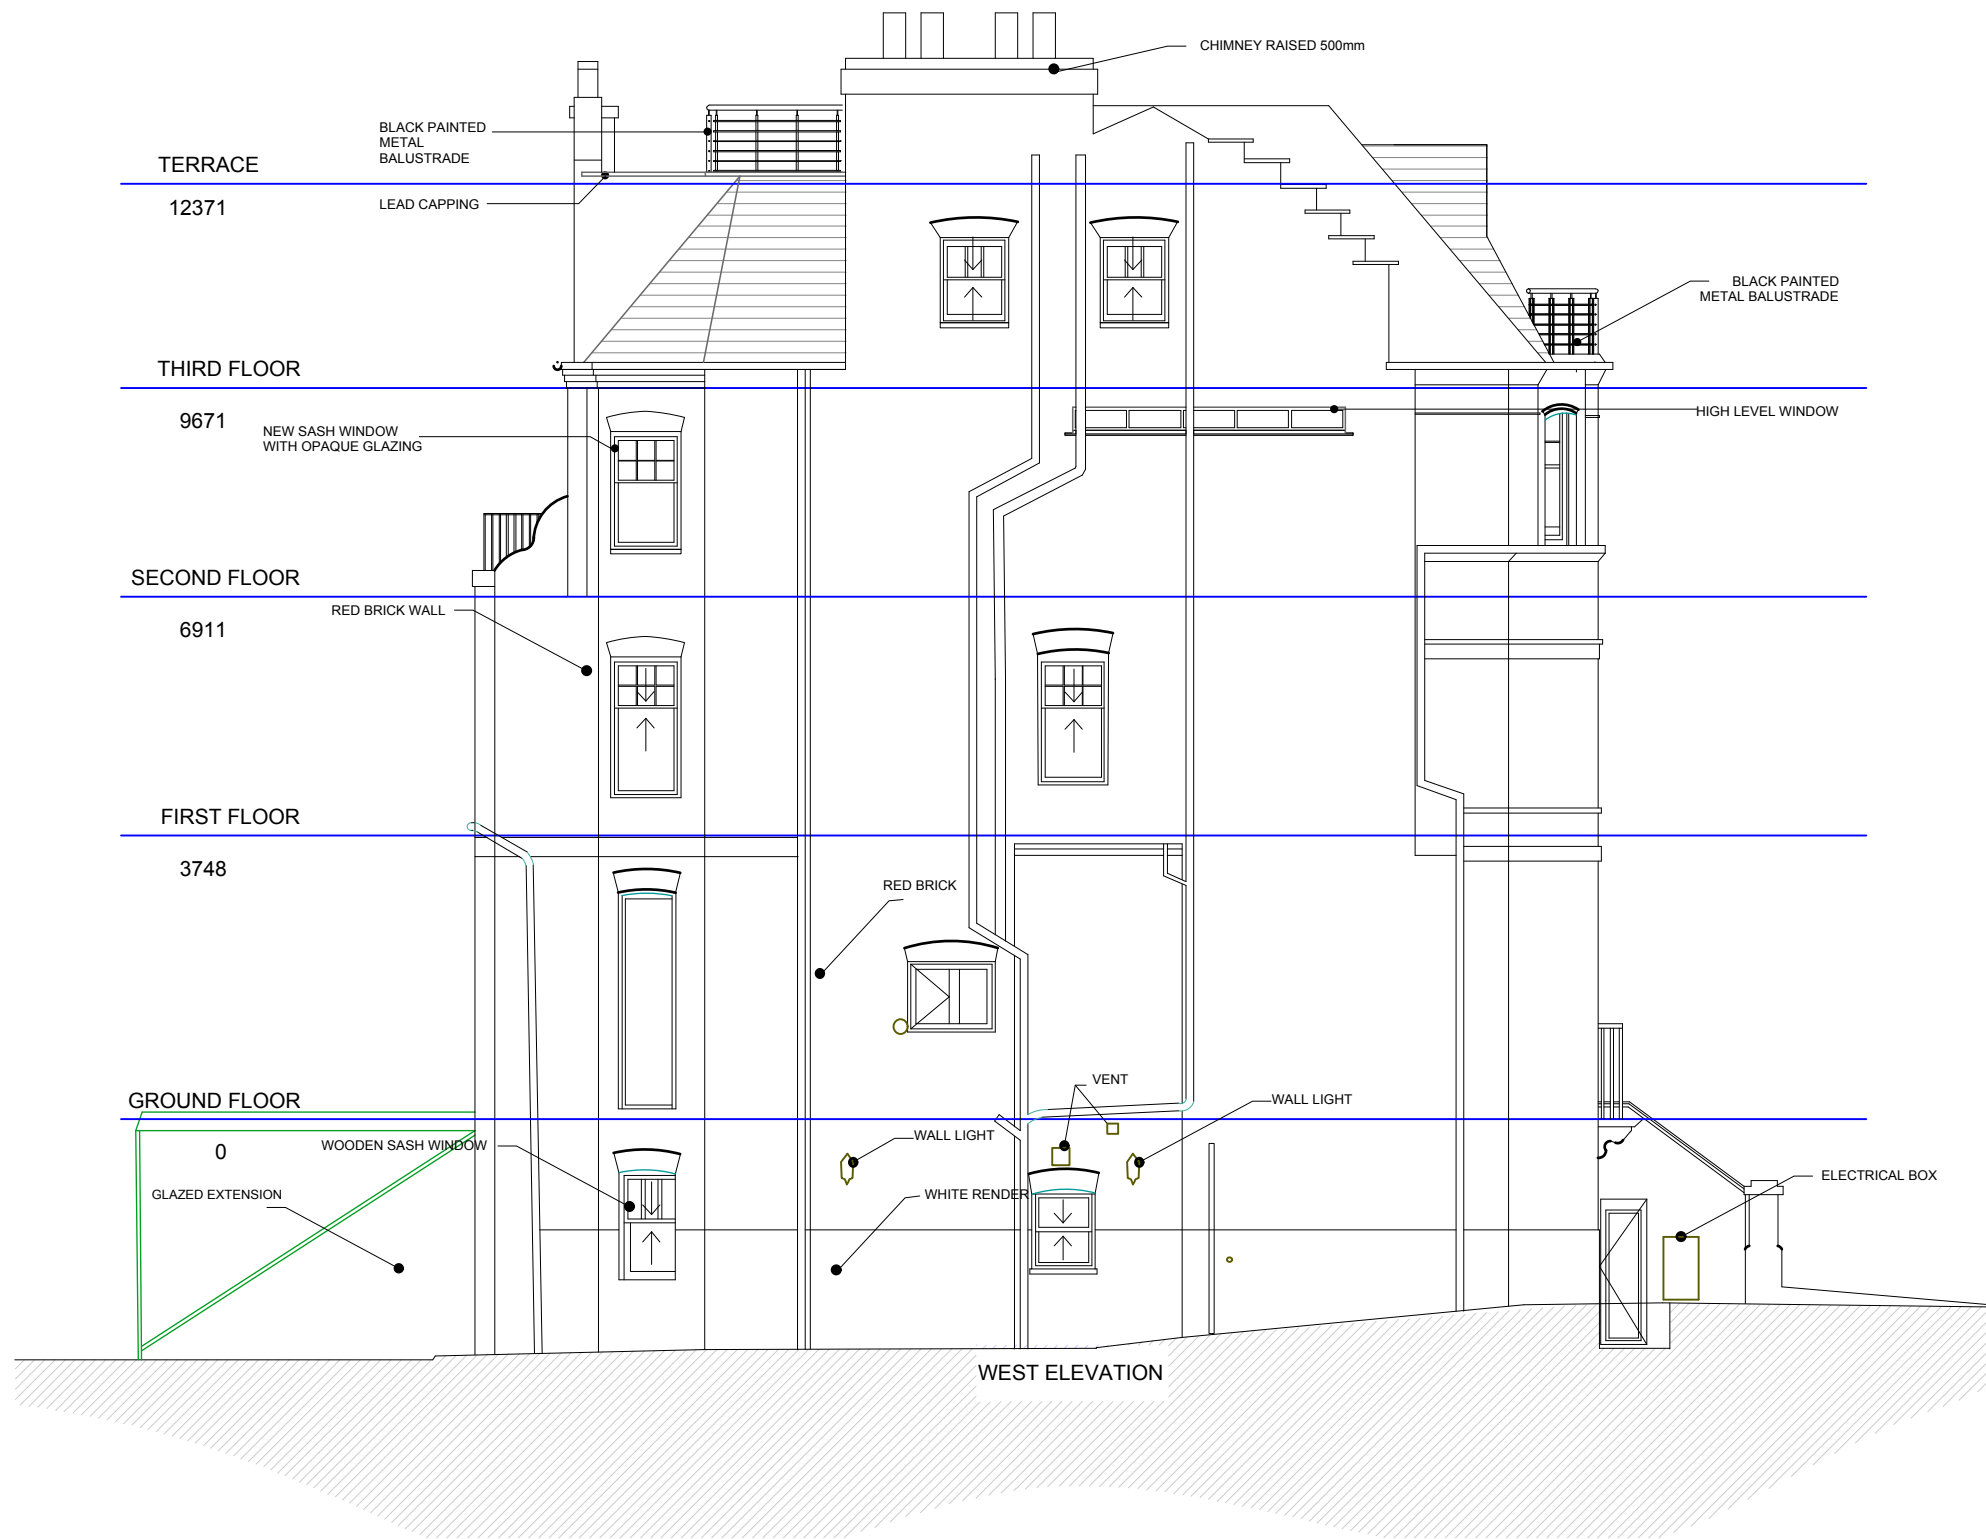 CHIMNEY RAISED 500mm
BLACK PAINTED
METAL
BALUSTRADE
TERRACE
12371
LEAD CAPPING
BLACK PAINTED
METAL BALUSTRADE
THIRD FLOOR
9671
NEW SASH WINDOW
WITH OPAQUE GLAZING
HIGH LEVEL WINDOW
SECOND FLOOR
RED BRICK WALL
6911
FIRST FLOOR
3748
RED BRICK
GROUND FLOOR
0
VENT
WALL LIGHT
WALL LIGHT
WOODEN SASH WINDOW
GLAZED EXTENSION
WHITE RENDER
ELECTRICAL BOX
WEST ELEVATION